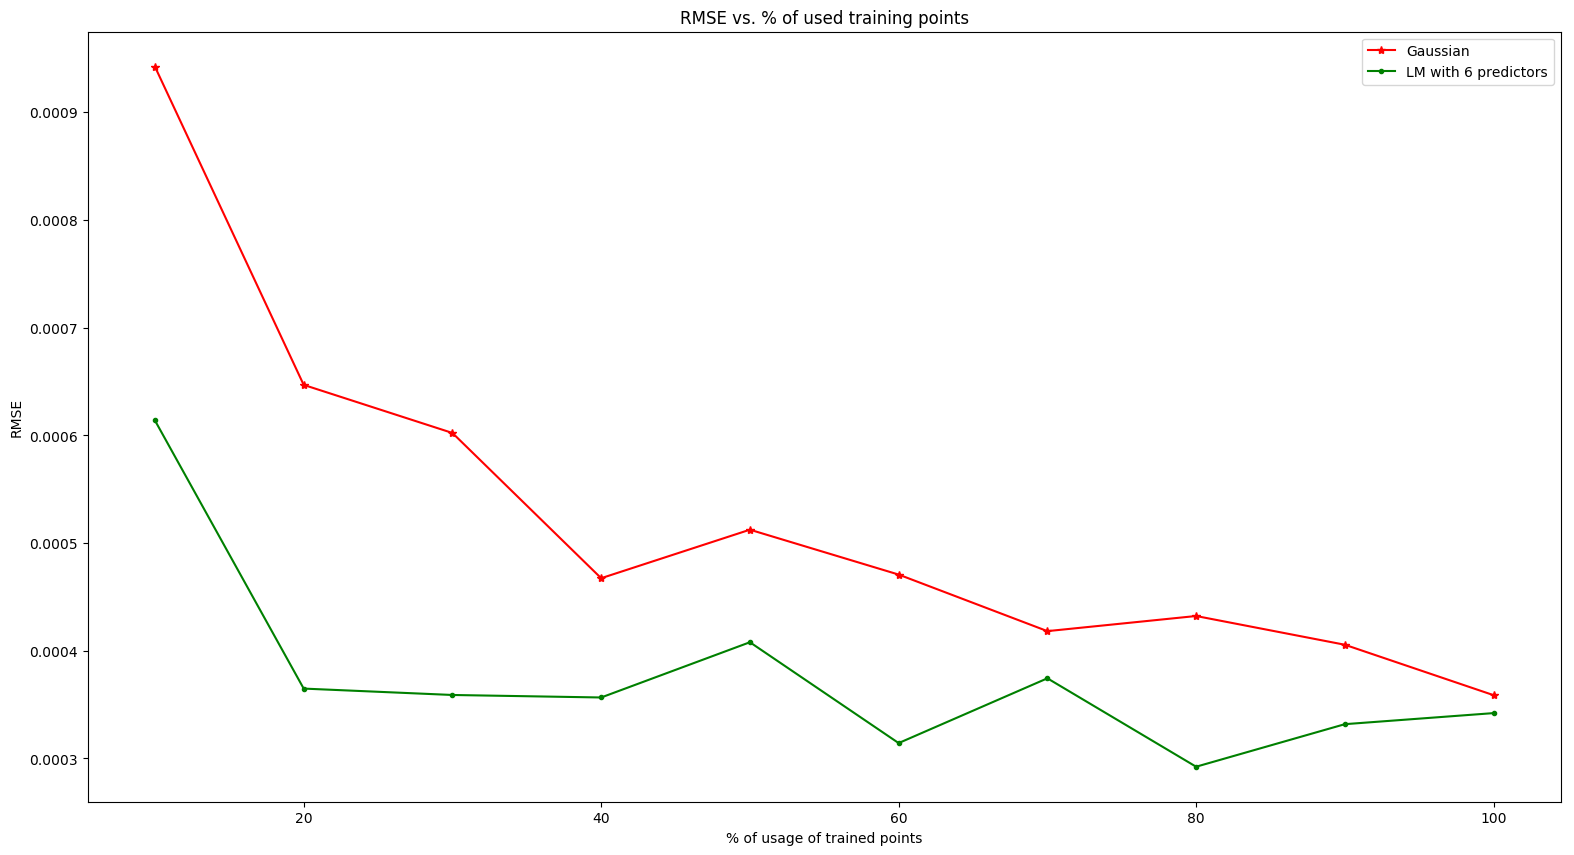 RMSE vs. % of used training points
Gaussian
LM with 6 predictors
0.0009
0.0008
0.0007
0.0006
0.0005
0.0004
0.0003
RMSE
20
40
60
80
100
% of usage of trained points